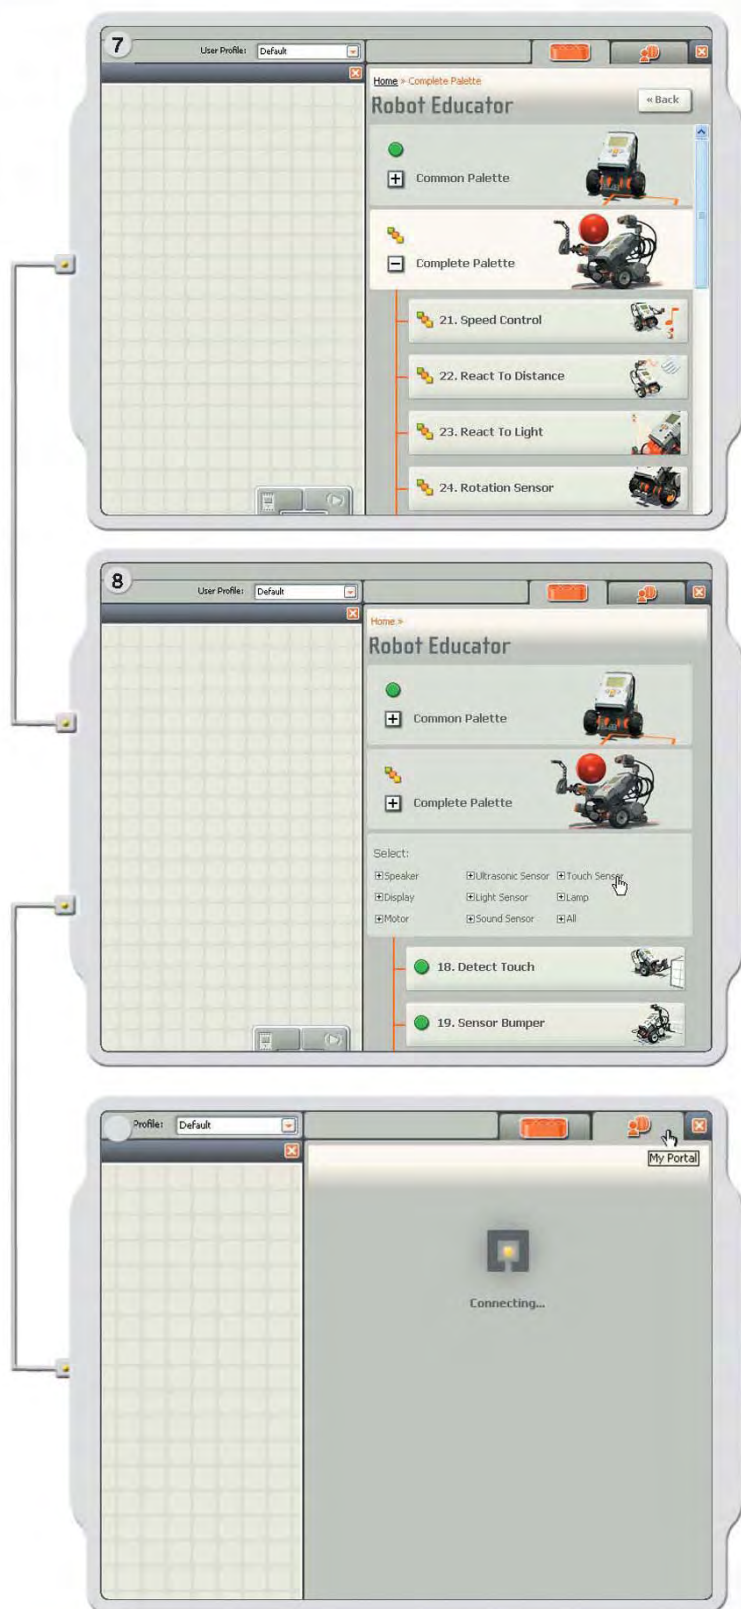 7
User Profile: Default
Home » Complete Palette
Robot Educator
« Back
Common Palette
Complete Palette
21. Speed Control
22. React To Distance
23. React To Light
24. Rotation Sensor
8
User Profile: Default
Home »
Robot Educator
Common Palette
Complete Palette
Select:
Speaker Ultrasonic Sensor Touch Sensor
Display Light Sensor Lamp
Motor Sound Sensor All
18. Detect Touch
19. Sensor Bumper
Profile: Default
My Portal
Connecting...